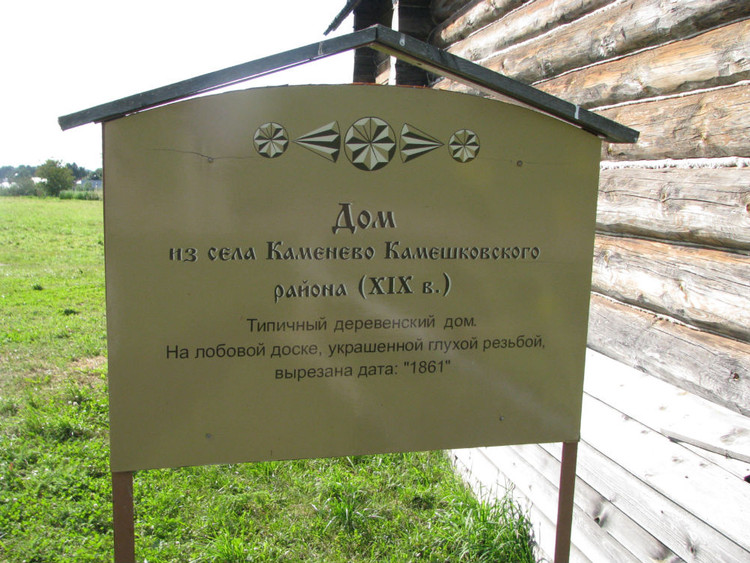 Дом
из села Каменево Камешковского
района (XIX в.)
Типичный деревенский дом.
На лобовой доске, украшенной глухой резьбой,
вырезана дата: "1861"